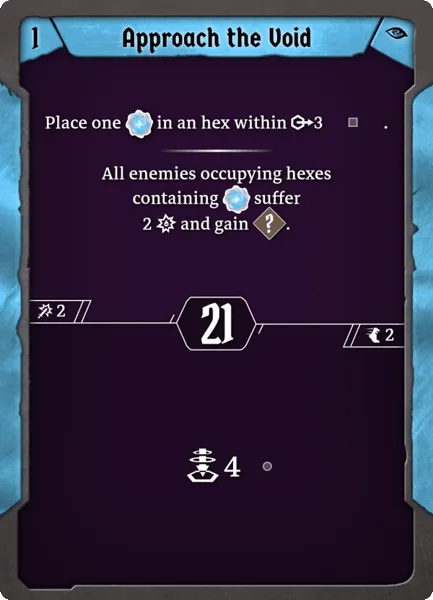 1
Approach the Void
Place one in an hex within 3 .
All enemies occupying hexes
containing suffer
2 and gain ? .
2
21
2
4